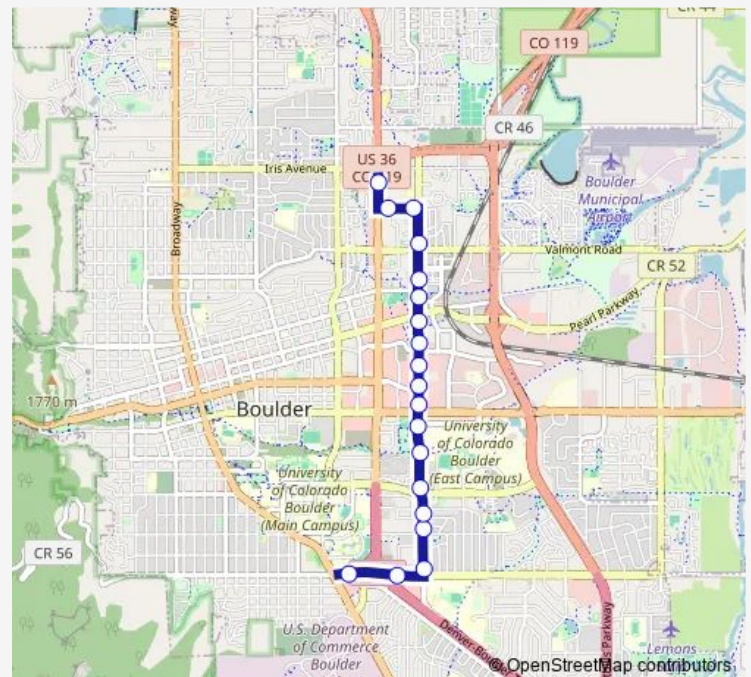 CR 44
CO 119
CR 46
US 36
CO 119
Iris Avenue
Boulder
Municipal
Airport
Broadway
Valmont Road
CR 52
Pearl Parkway
1770 m
Boulder
University
of Colorado
Boulder
(East Campus)
University
of Colorado
Boulder
(Main Campus)
CR 56
U.S. Department
of Commerce
Boulder
Lemons
© OpenStreetMap contributors